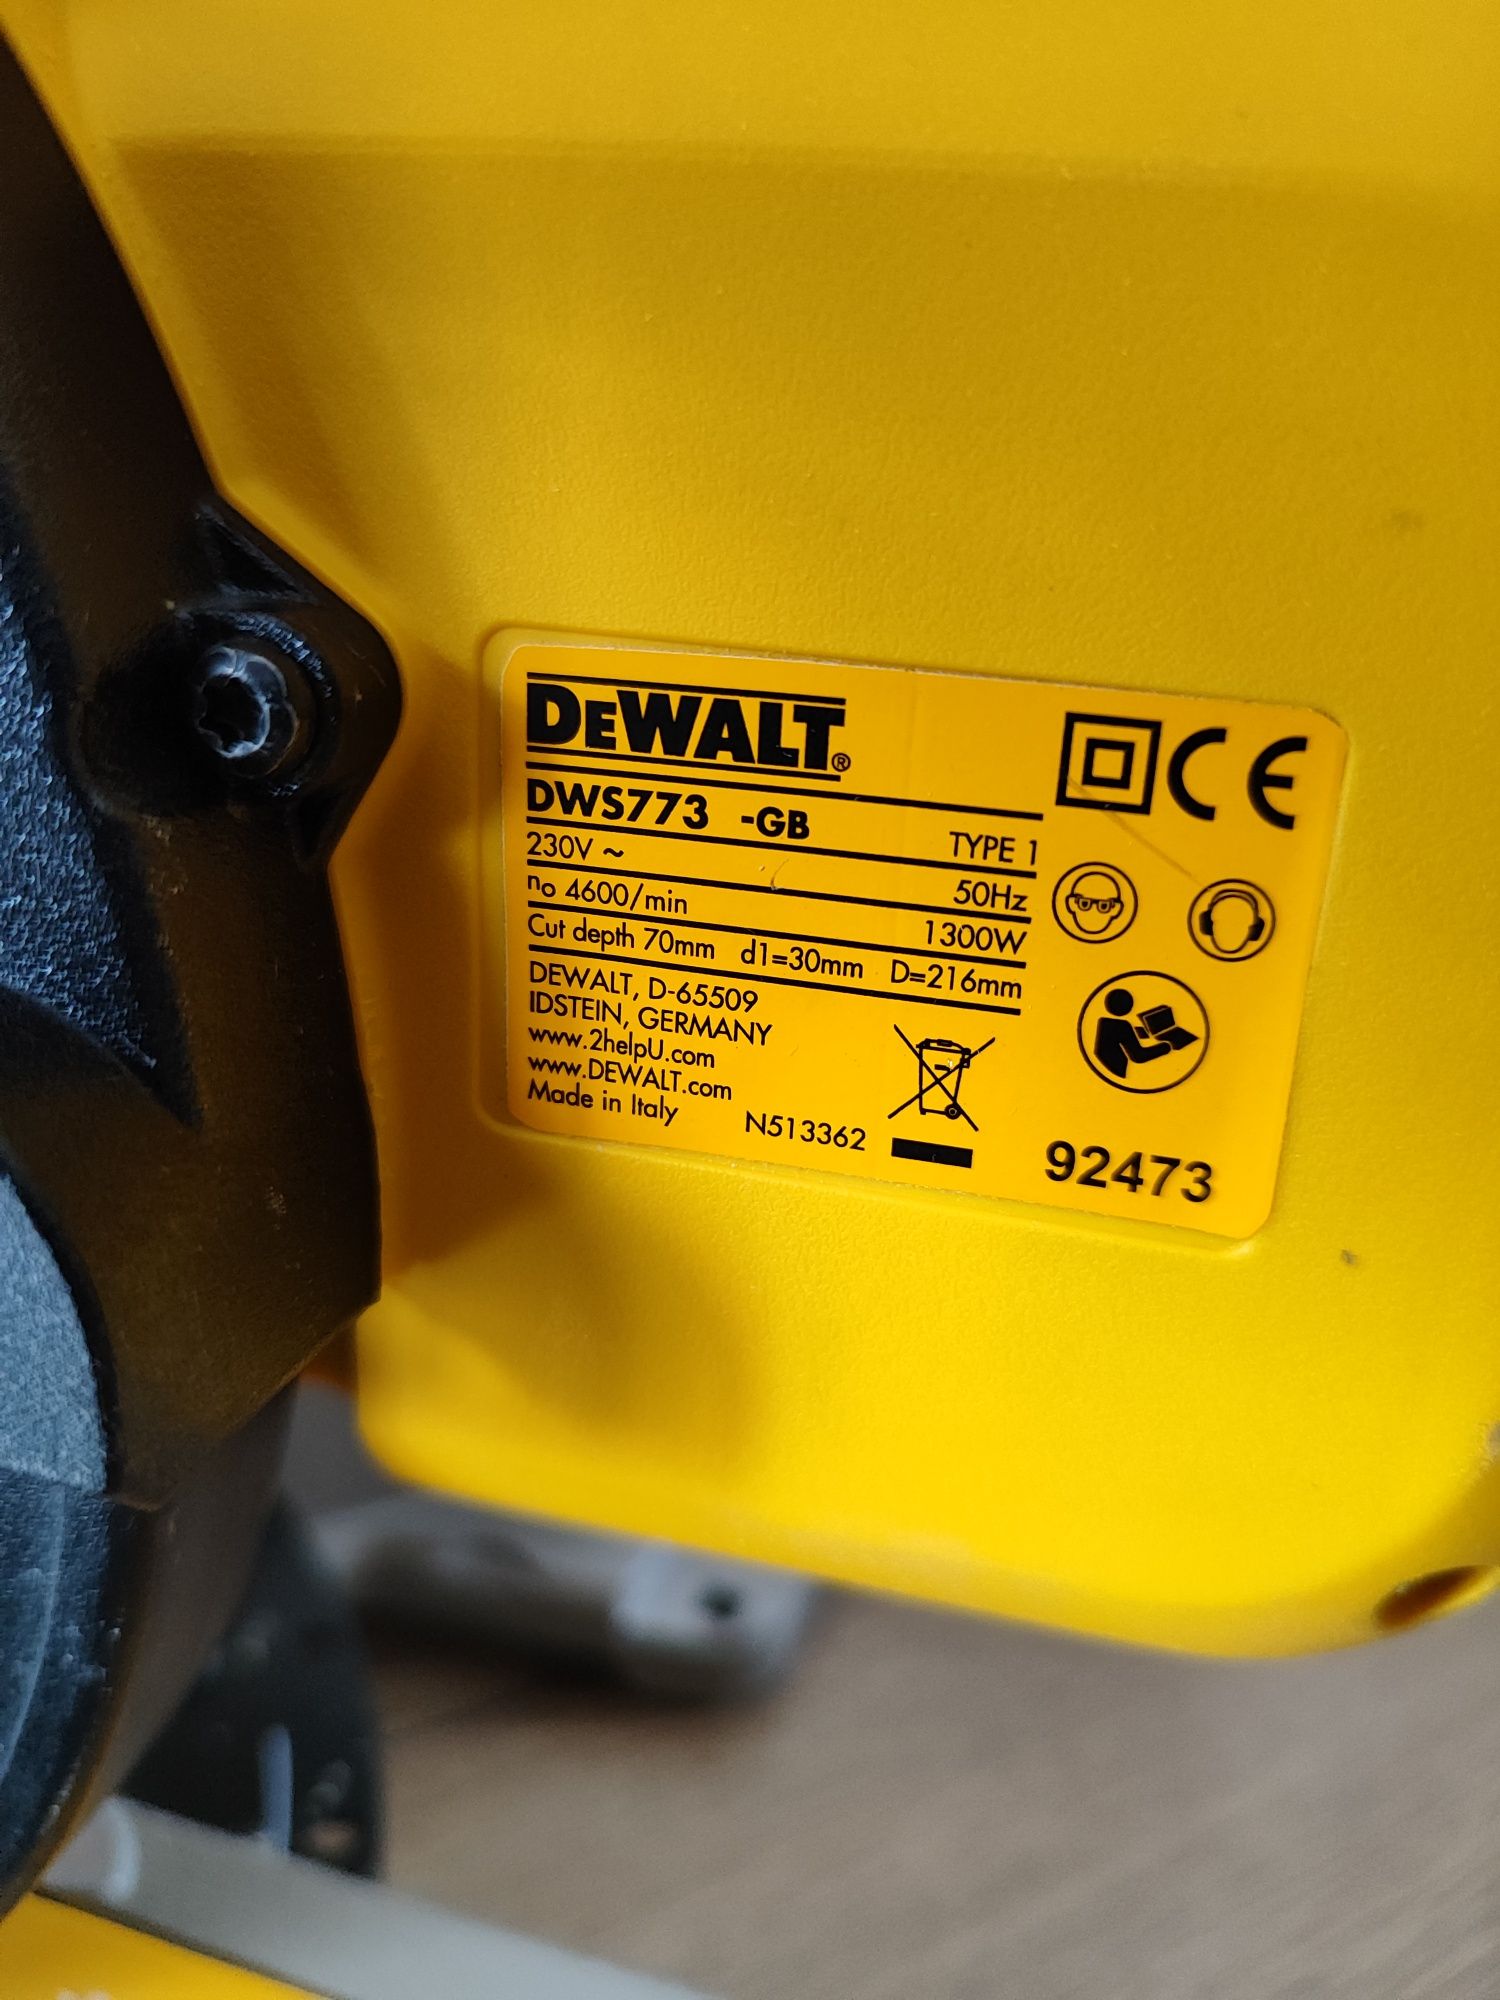 DEWALT®
DWS773 -GB TYPE 1
230V ~ 50Hz
no 4600/min 1300W
Cut depth 70mm d1=30mm D=216mm
DEWALT, D-65509
IDSTEIN, GERMANY
www.2helpU.com
www.DEWALT.com
Made in Italy N513362
CE
92473